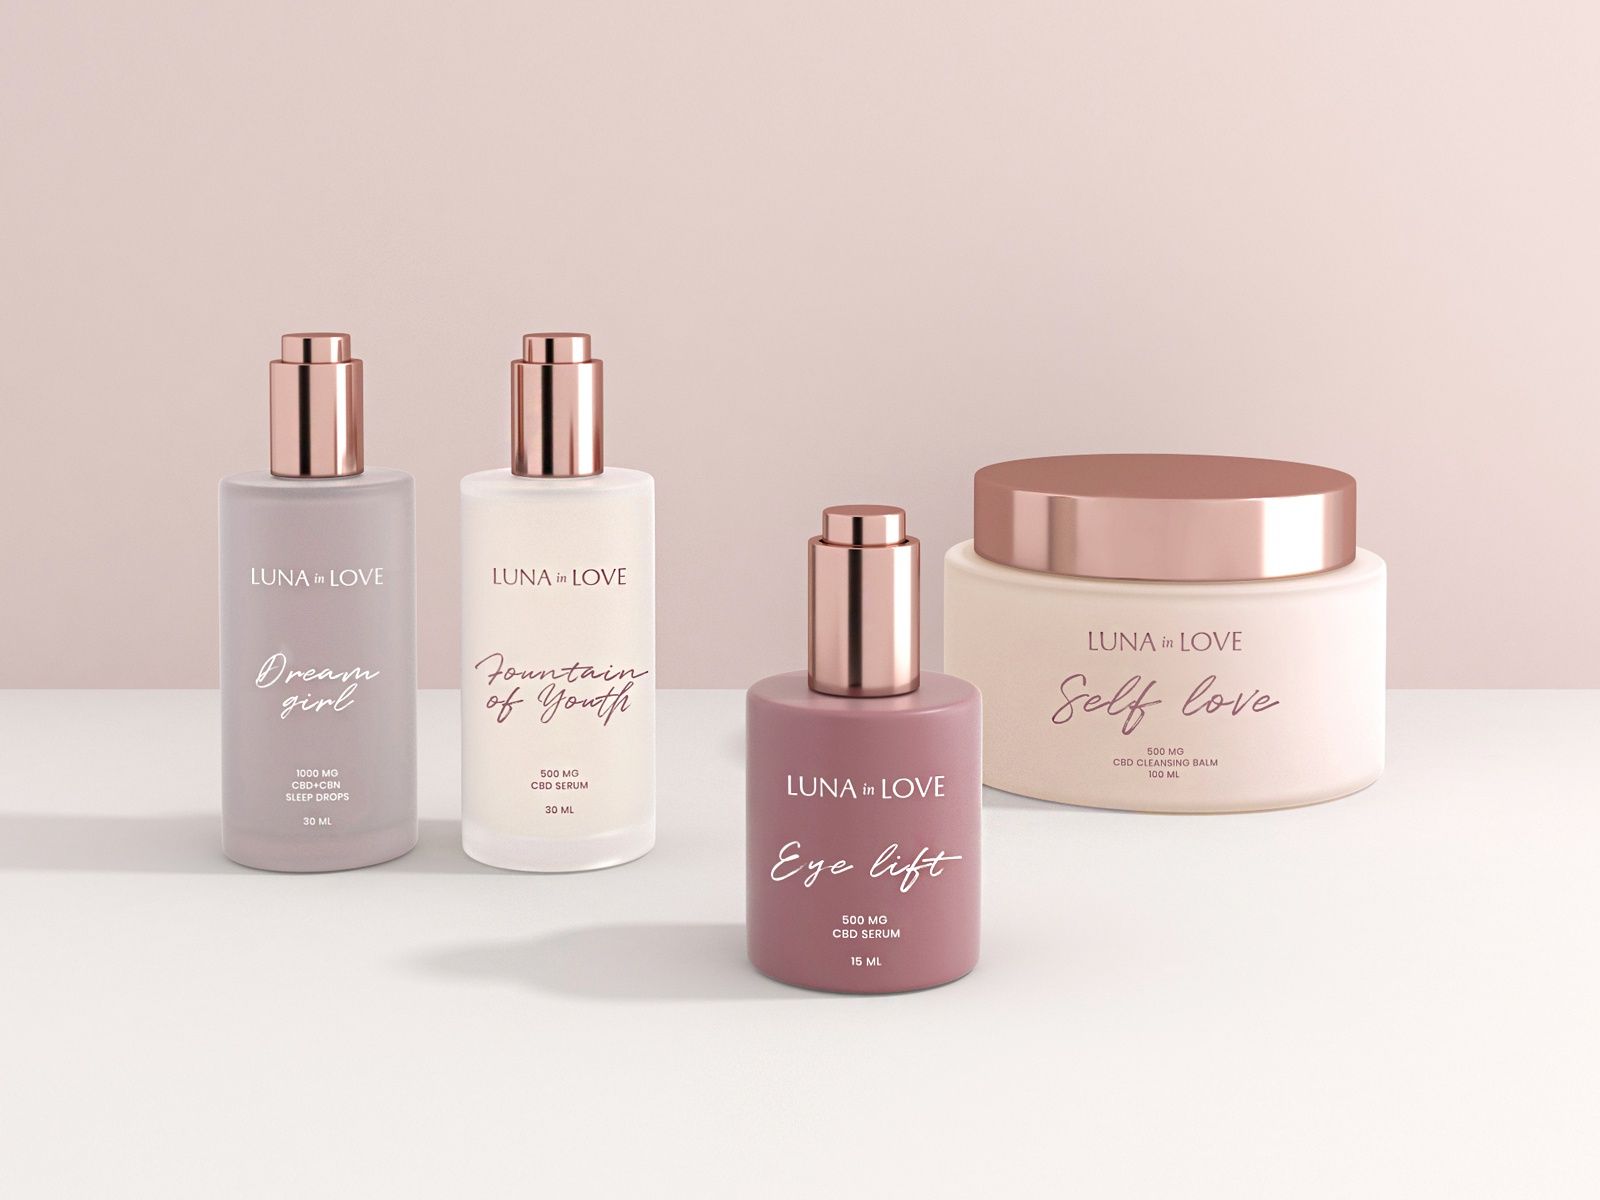 LUNA in LOVE
Dream
girl
1000 MG
CBD+CBN
SLEEP DROPS
30 ML
LUNA in LOVE
Fountain
of Youth
500 MG
CBD SERUM
30 ML
LUNA in LOVE
Eye lift
500 MG
CBD SERUM
15 ML
LUNA in LOVE
Self love
500 MG
CBD CLEANSING BALM
100 ML